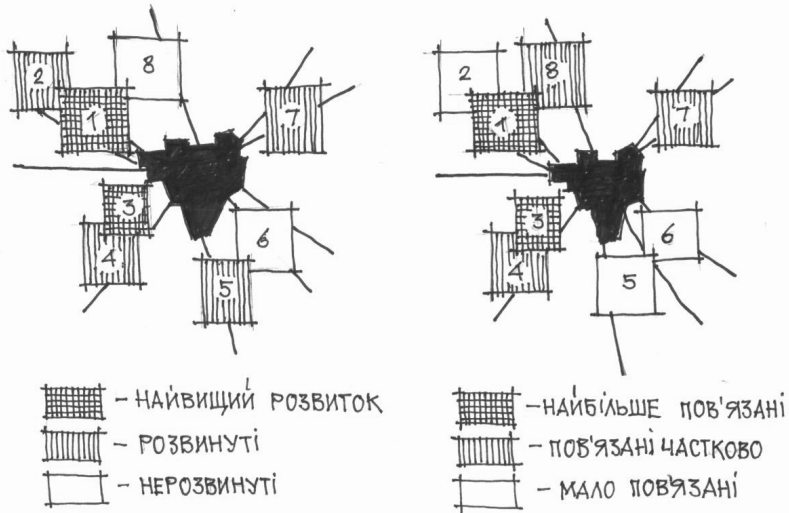 2
8
1
7
3
4
6
5
- НАЙВИЩИЙ РОЗВИТОК
- РОЗВИНУТІ
- НЕРОЗВИНУТІ
2
8
1
7
3
4
6
5
- НАЙБІЛЬШЕ ПОВ'ЯЗАНІ
- ПОВ'ЯЗАНІ ЧАСТКОВО
- МАЛО ПОВ'ЯЗАНІ